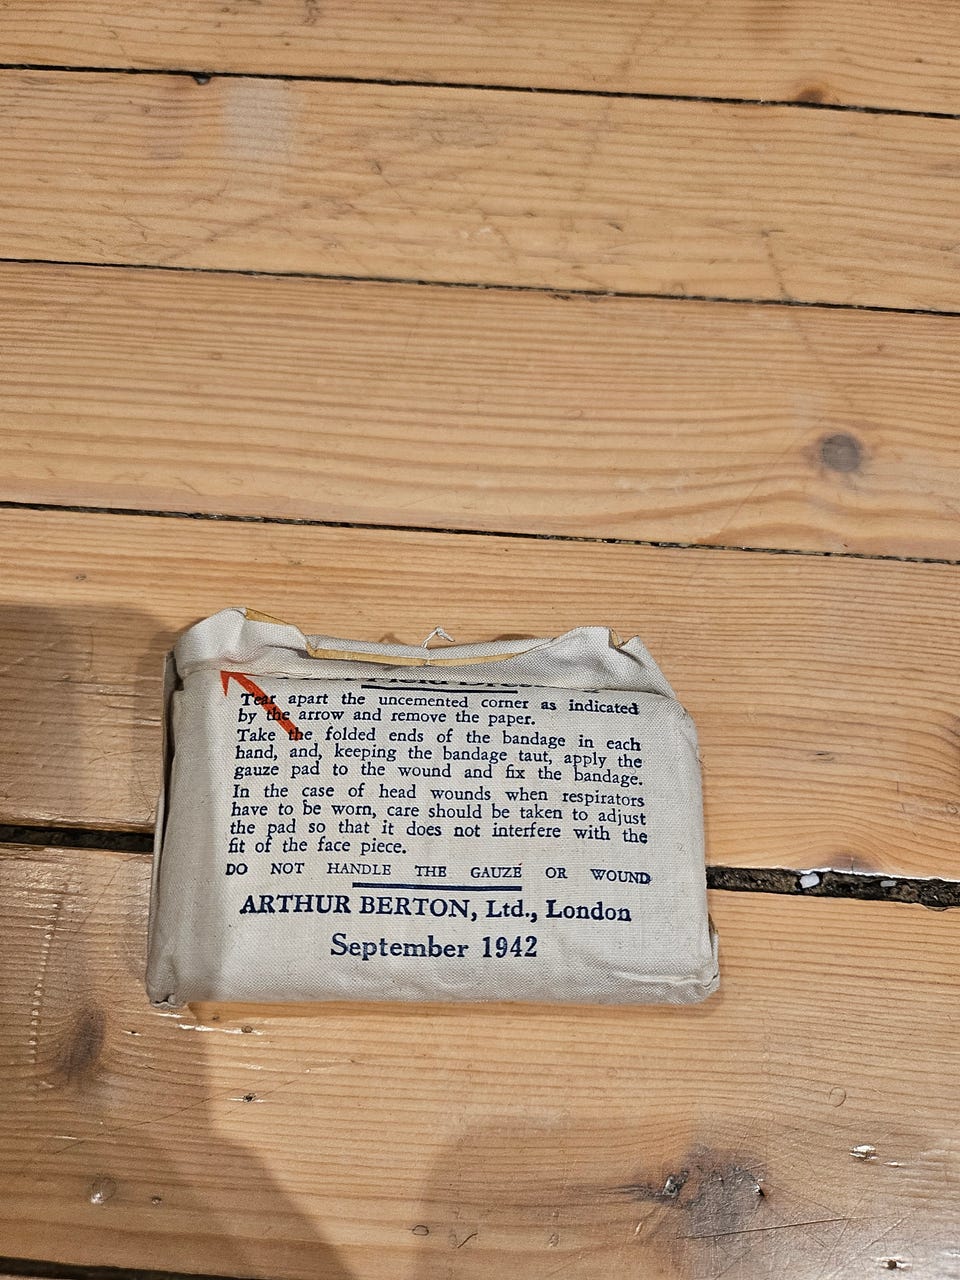 Field Dressing
Tear apart the uncemented corner as indicated
by the arrow and remove the paper.
Take the folded ends of the bandage in each
hand, and, keeping the bandage taut, apply the
gauze pad to the wound and fix the bandage.
In the case of head wounds when respirators
have to be worn, care should be taken to adjust
the pad so that it does not interfere with the
fit of the face piece.
DO NOT HANDLE THE GAUZE OR WOUND
ARTHUR BERTON, Ltd., London
September 1942